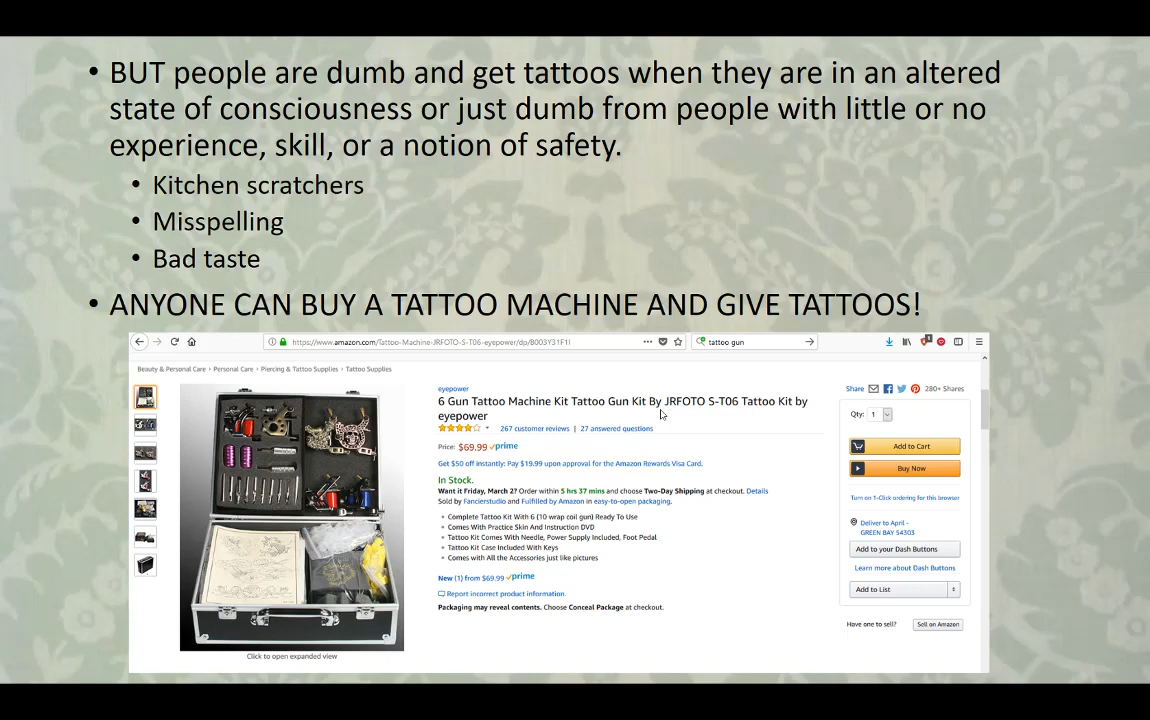 • BUT people are dumb and get tattoos when they are in an altered
state of consciousness or just dumb from people with little or no
experience, skill, or a notion of safety.
• Kitchen scratchers
• Misspelling
• Bad taste
• ANYONE CAN BUY A TATTOO MACHINE AND GIVE TATTOOS!
https://www.amazon.com/Tattoo-Machine-JRFOTO-S-T06-eyepower/dp/B003Y31F1I
tattoo gun
Beauty & Personal Care > Personal Care > Piercing & Tattoo Supplies > Tattoo Supplies
eyepower
6 Gun Tattoo Machine Kit Tattoo Gun Kit By JRFOTO S-T06 Tattoo Kit by
eyepower
267 customer reviews | 27 answered questions
Price: $69.99 prime
Get $50 off instantly: Pay $19.99 upon approval for the Amazon Rewards Visa Card.
In Stock.
Want it Friday, March 2? Order within 5 hrs 37 mins and choose Two-Day Shipping at checkout. Details
Sold by Fancierstudio and Fulfilled by Amazon in easy-to-open packaging.
• Complete Tattoo Kit With 6 (10 wrap coil gun) Ready To Use
• Comes With Practice Skin And Instruction DVD
• Tattoo Kit Comes With Needle, Power Supply Included, Foot Pedal
• Tattoo Kit Case Included With Keys
• Comes with All the Accessories just like pictures
New (1) from $69.99 prime
Report incorrect product information.
Packaging may reveal contents. Choose Conceal Package at checkout.
Click to open expanded view
Share 280+ Shares
Qty: 1
Add to Cart
Buy Now
Turn on 1-Click ordering for this browser
Deliver to April -
GREEN BAY 54303
Add to your Dash Buttons
Learn more about Dash Buttons
Add to List
Have one to sell? Sell on Amazon